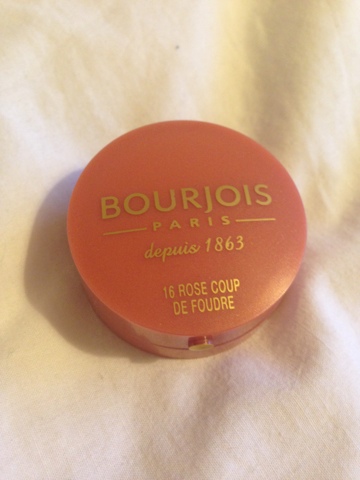 BOURJOIS
PARIS
depuis 1863
16 ROSE COUP
DE FOUDRE